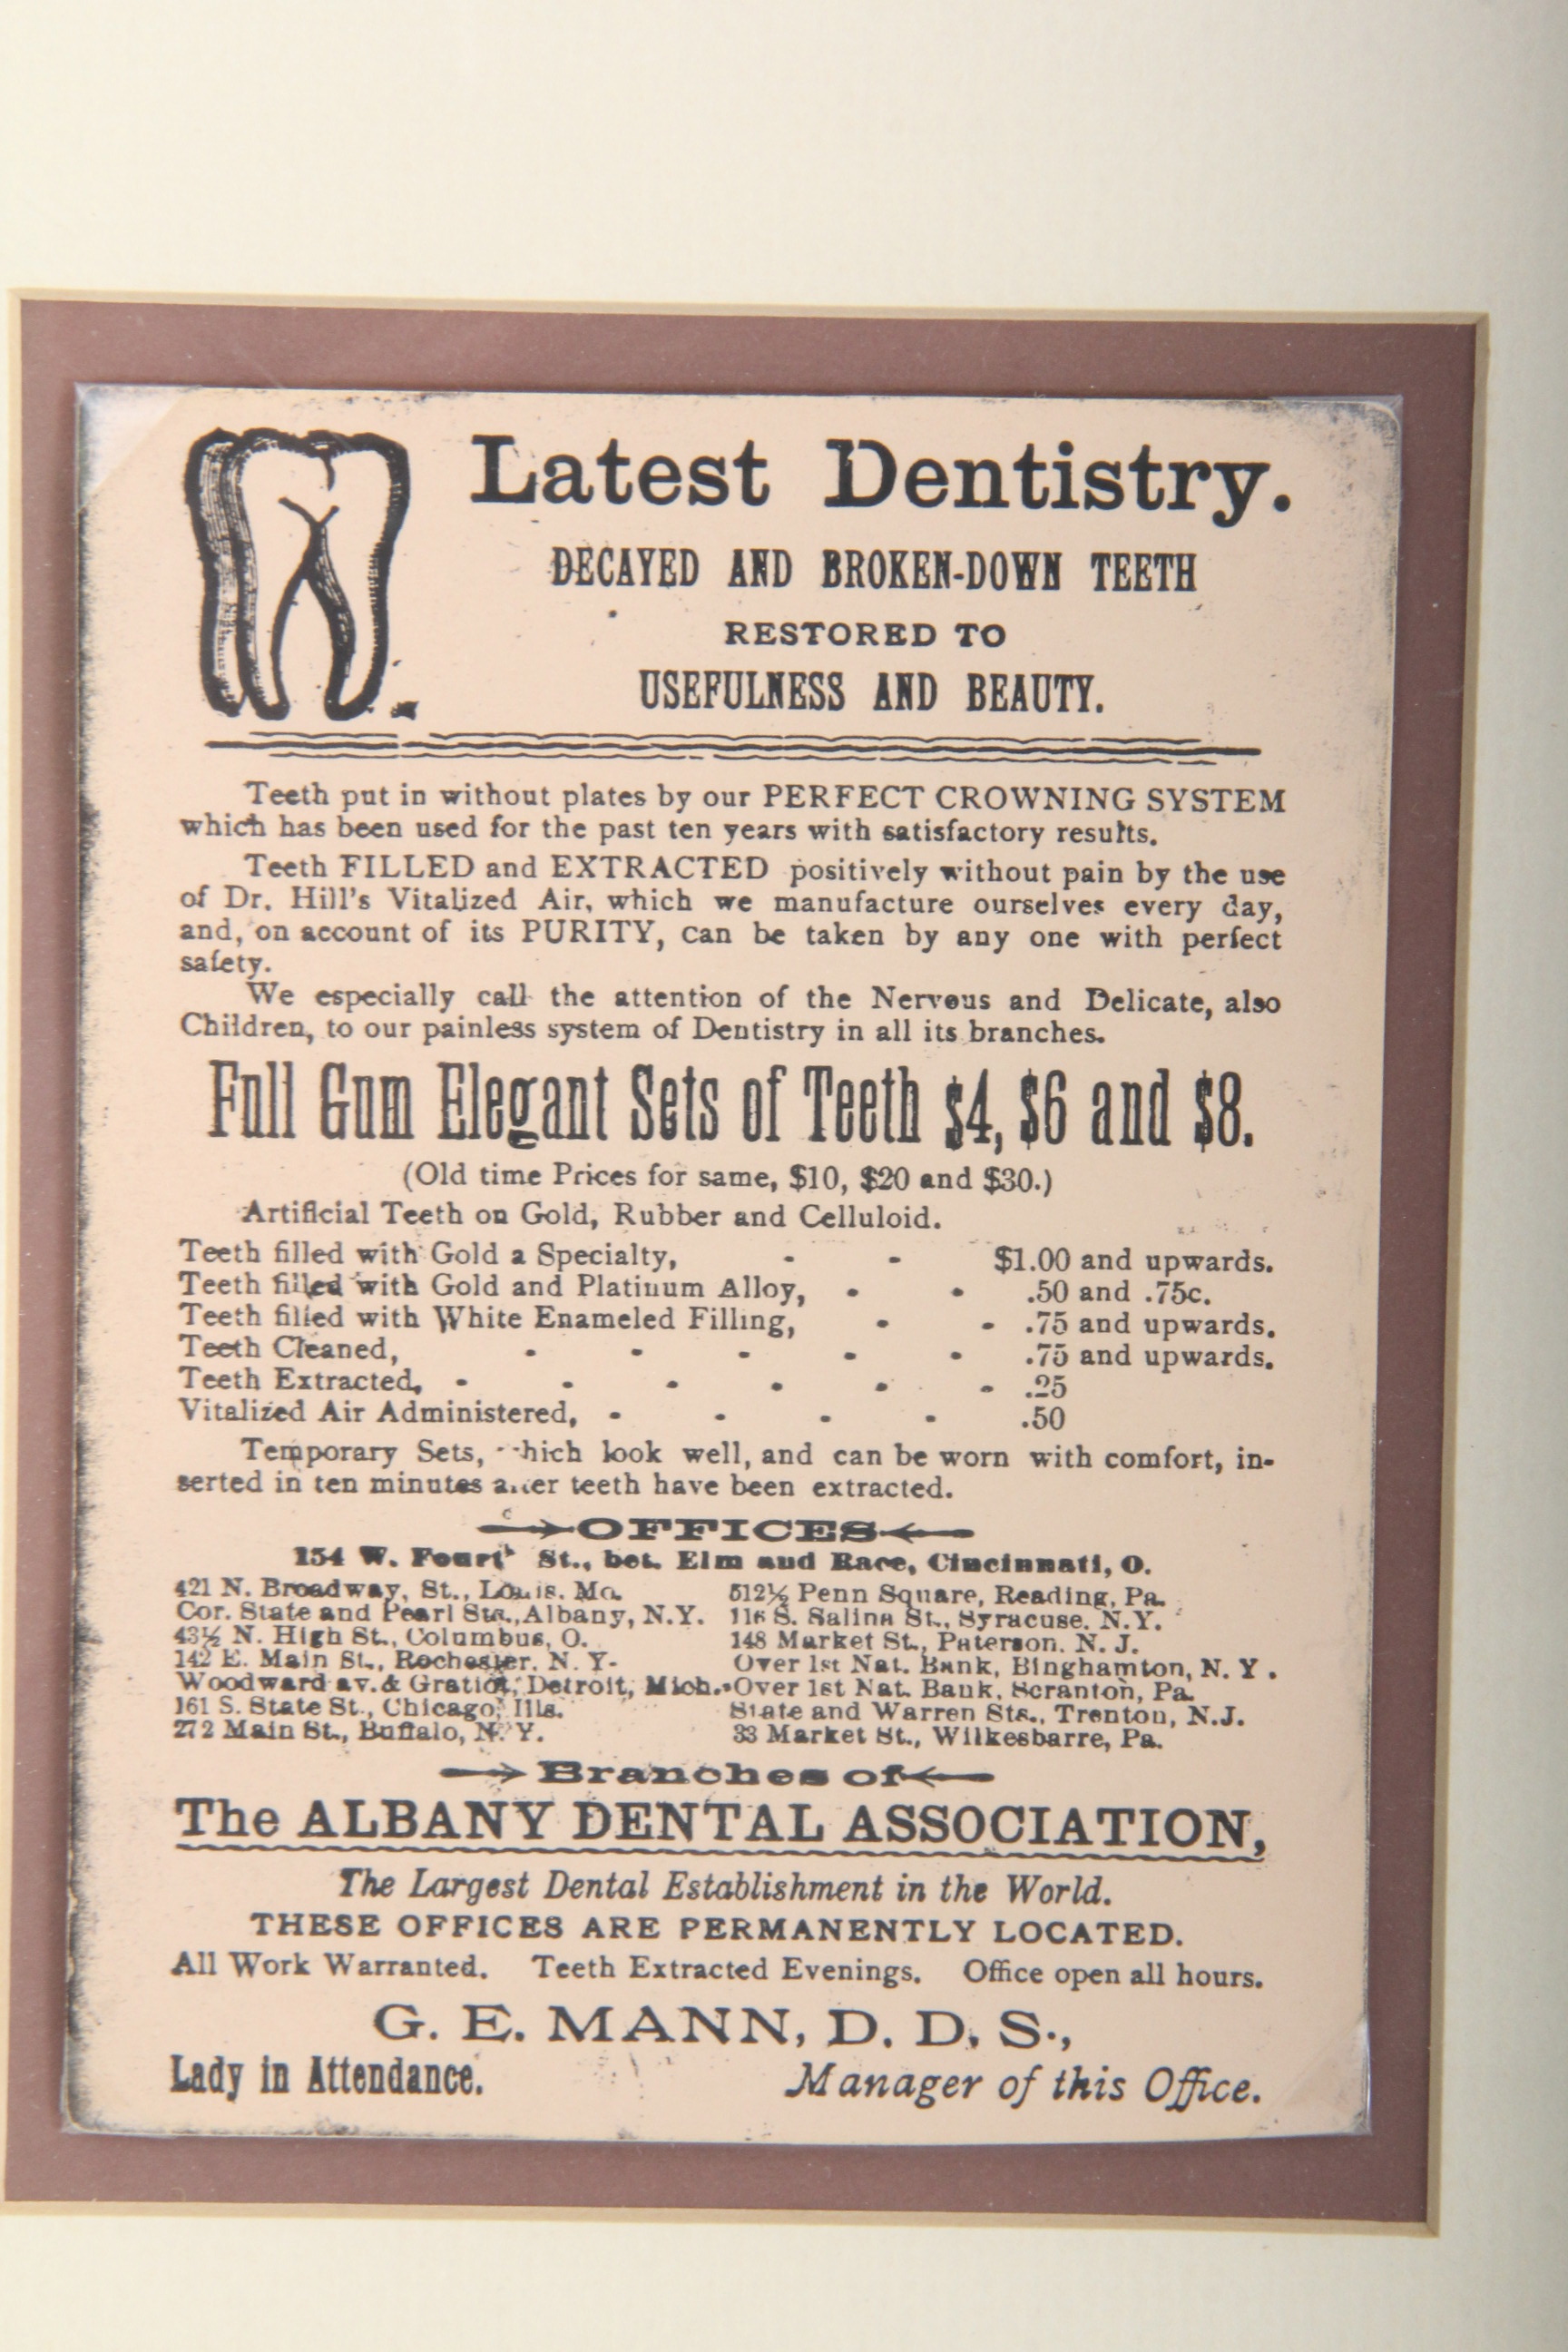 Latest Dentistry.
DECAYED AND BROKEN-DOWN TEETH
RESTORED TO
USEFULNESS AND BEAUTY.
Teeth put in without plates by our PERFECT CROWNING SYSTEM
which has been used for the past ten years with satisfactory results.
Teeth FILLED and EXTRACTED positively without pain by the use
of Dr. Hill's Vitalized Air, which we manufacture ourselves every day,
and, on account of its PURITY, can be taken by any one with perfect
safety.
We especially call the attention of the Nervous and Delicate, also
Children, to our painless system of Dentistry in all its branches.
Full Gum Elegant Sets of Teeth $4, $6 and $8.
(Old time Prices for same, $10, $20 and $30.)
Artificial Teeth on Gold, Rubber and Celluloid.
Teeth filled with Gold a Specialty, - - $1.00 and upwards.
Teeth filled with Gold and Platinum Alloy, - - .50 and .75c.
Teeth filled with White Enameled Filling, - - .75 and upwards.
Teeth Cleaned, - - - - - .75 and upwards.
Teeth Extracted, - - - - - - .25
Vitalized Air Administered, - - - - .50
Temporary Sets, which look well, and can be worn with comfort, in-
serted in ten minutes after teeth have been extracted.
OFFICES
154 W. Fourth St., bet. Elm and Race, Cincinnati, O.
421 N. Broadway, St., Louis. Mo. 512½ Penn Square, Reading, Pa.
Cor. State and Pearl Sts., Albany, N.Y. 116 S. Salina St., Syracuse. N.Y.
43½ N. High St., Columbus, O. 148 Market St., Paterson. N. J.
142 E. Main St., Rochester. N. Y- Over 1st Nat. Bank, Binghamton, N. Y.
Woodward av. & Gratiot, Detroit, Mich. Over 1st Nat. Bank, Scranton, Pa.
161 S. State St., Chicago, Ills. State and Warren Sts., Trenton, N.J.
272 Main St., Buffalo, N. Y. 33 Market St., Wilkesbarre, Pa.
Branches of
The ALBANY DENTAL ASSOCIATION,
The Largest Dental Establishment in the World.
THESE OFFICES ARE PERMANENTLY LOCATED.
All Work Warranted. Teeth Extracted Evenings. Office open all hours.
G. E. MANN, D. D. S.,
Lady in Attendance. Manager of this Office.